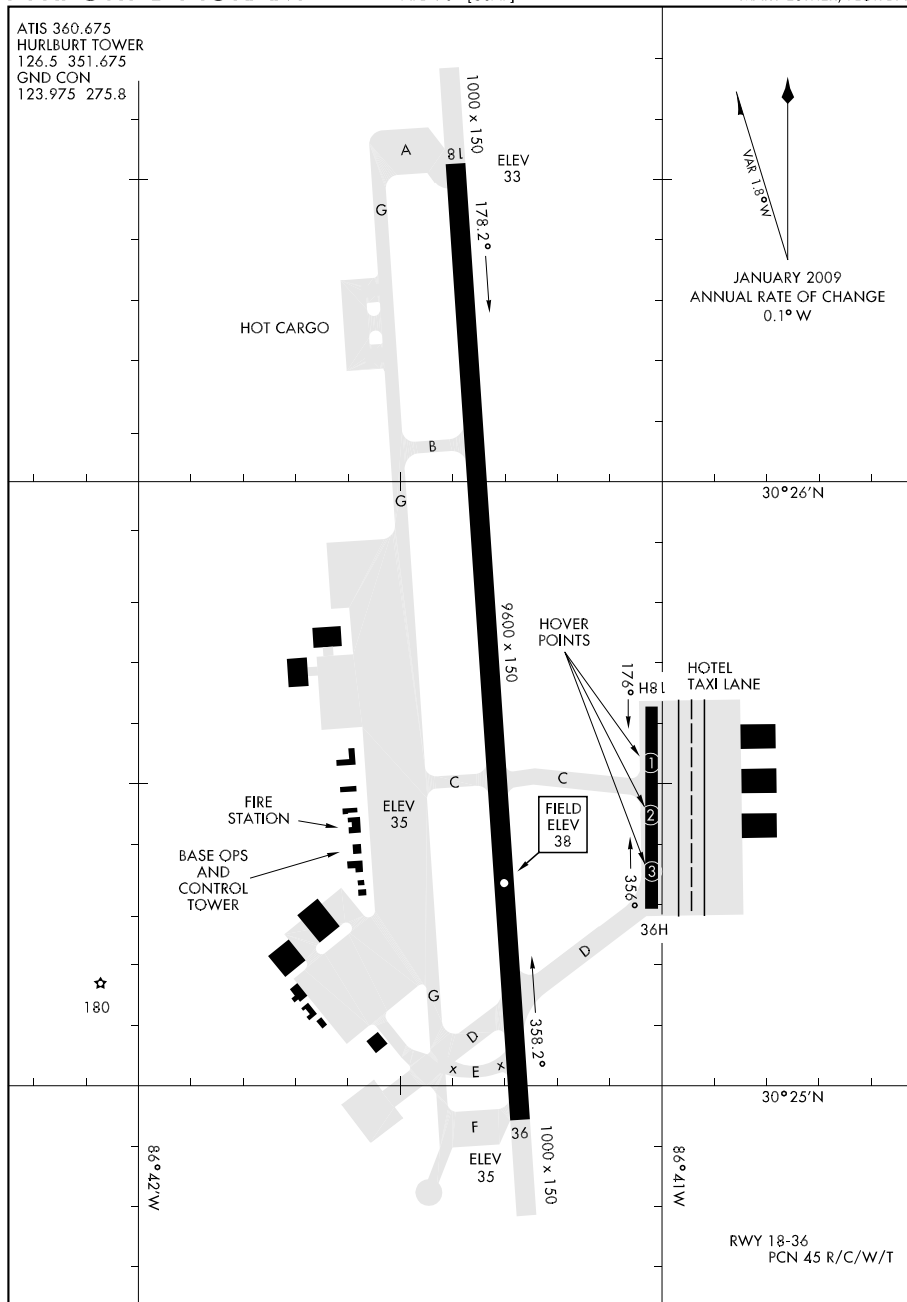 ATIS 360.675
HURLBURT TOWER
126.5 351.675
GND CON
123.975 275.8
1000 x 150
A
18
ELEV
33
G
178.2°
VAR 1.8° W
JANUARY 2009
ANNUAL RATE OF CHANGE
0.1° W
HOT CARGO
B
G
30° 26' N
9600 x 150
HOVER
POINTS
176°
18H
HOTEL
TAXI LANE
1
C
C
2
FIRE
STATION
ELEV
35
FIELD
ELEV
38
BASE OPS
AND
CONTROL
TOWER
3
356°
36H
D
180
G
358.2°
D
x E x
30° 25' N
F
36
ELEV
35
1000 x 150
86° 42' W
86° 41' W
RWY 18-36
PCN 45 R/C/W/T